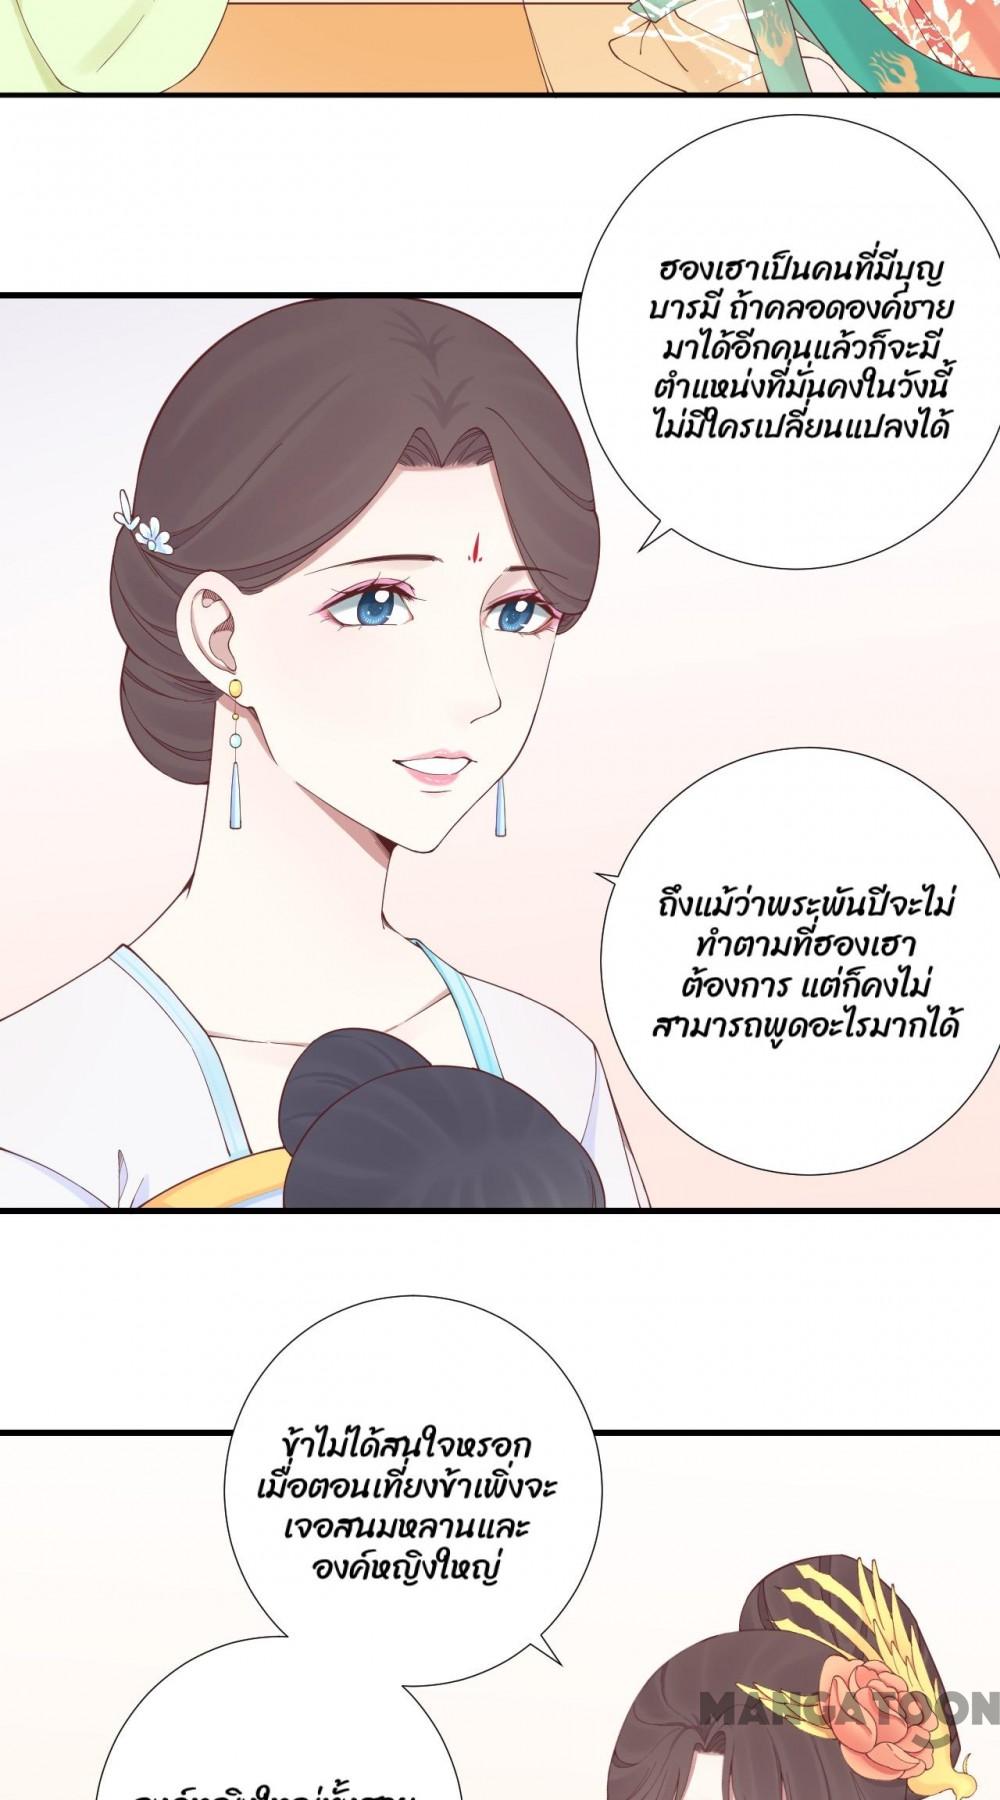 ฮองเฮาเป็นคนที่มีบุญ
บารมี ถ้าคลอดองค์ชาย
มาได้อีกคนแล้วก็จะมี
ตำแหน่งที่มั่นคงในวังนี้
ไม่มีใครเปลี่ยนแปลงได้
ถึงแม้ว่าพระพันปีจะไม่
ทำตามที่ฮองเฮา
ต้องการ แต่ก็คงไม่
สามารถพูดอะไรมากได้
ข้าไม่ได้สนใจหรอก
เมื่อตอนเที่ยงข้าเพิ่งจะ
เจอสนมหลานและ
องค์หญิงใหญ่
MANGATOON